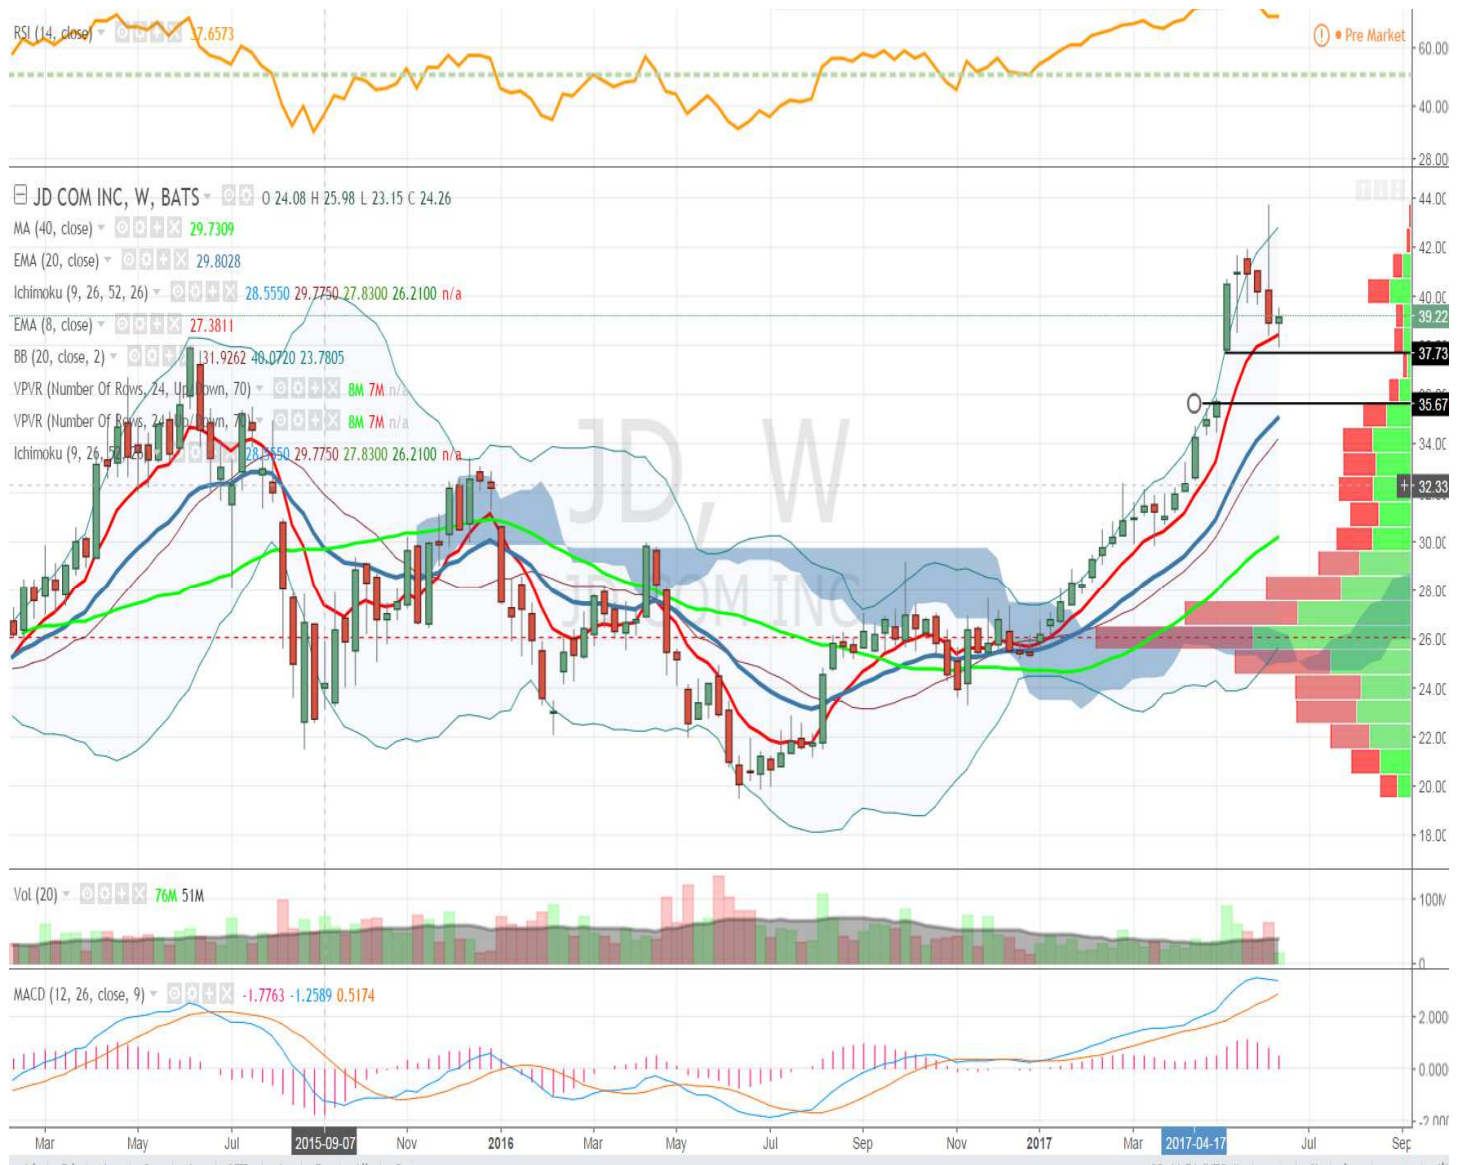 RSI (14, close) 37.6573
Pre Market
60.00
40.00
28.00
JD COM INC, W, BATS O 24.08 H 25.98 L 23.15 C 24.26
MA (40, close) 29.7309
EMA (20, close) 29.8028
Ichimoku (9, 26, 52, 26) 28.5550 29.7750 27.8300 26.2100 n/a
EMA (8, close) 27.3811
BB (20, close, 2) 31.9262 40.0720 23.7805
VPVR (Number Of Rows, 24, Up/Down, 70) 8M 7M n/a
VPVR (Number Of Rows, 24, Up/Down, 70) 8M 7M n/a
Ichimoku (9, 26, 52, 26) 28.5550 29.7750 27.8300 26.2100 n/a
JD, W
JD COM INC
44.00
42.00
40.00
39.22
37.73
35.67
34.00
32.33
30.00
28.00
26.00
24.00
22.00
20.00
18.00
Vol (20) 76M 51M
100M
0
MACD (12, 26, close, 9) -1.7763 -1.2589 0.5174
2.000
0.000
-2.000
Mar May Jul 2015-09-07 Nov 2016 Mar May Jul Sep Nov 2017 Mar 2017-04-17 Jul Sep